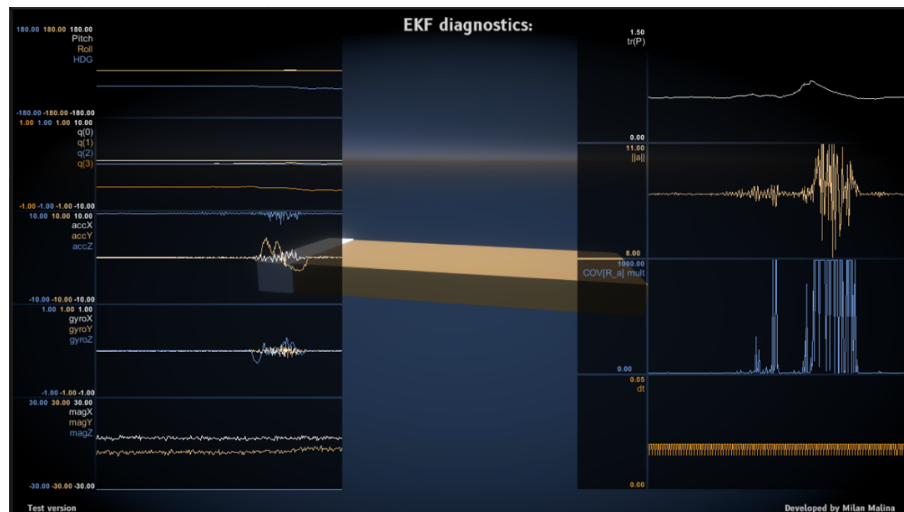 EKF diagnostics:
180.00 180.00 180.00
Pitch
Roll
HDG
-180.00 -180.00 -180.00
1.00 1.00 1.00 10.00
q(0)
q(1)
q(2)
q(3)
-1.00 -1.00 -1.00 -10.00
10.00 10.00 10.00
accX
accY
accZ
-10.00 -10.00 -10.00
1.00 1.00 1.00
gyroX
gyroY
gyroZ
-1.00 -1.00 -1.00
30.00 30.00 30.00
magX
magY
magZ
-30.00 -30.00 -30.00
1.50
tr(P)
0.00
11.00
||a||
8.00
1000.00
COV[R_a] mult
0.00
0.05
dt
0.00
Test version
Developed by Milan Malina